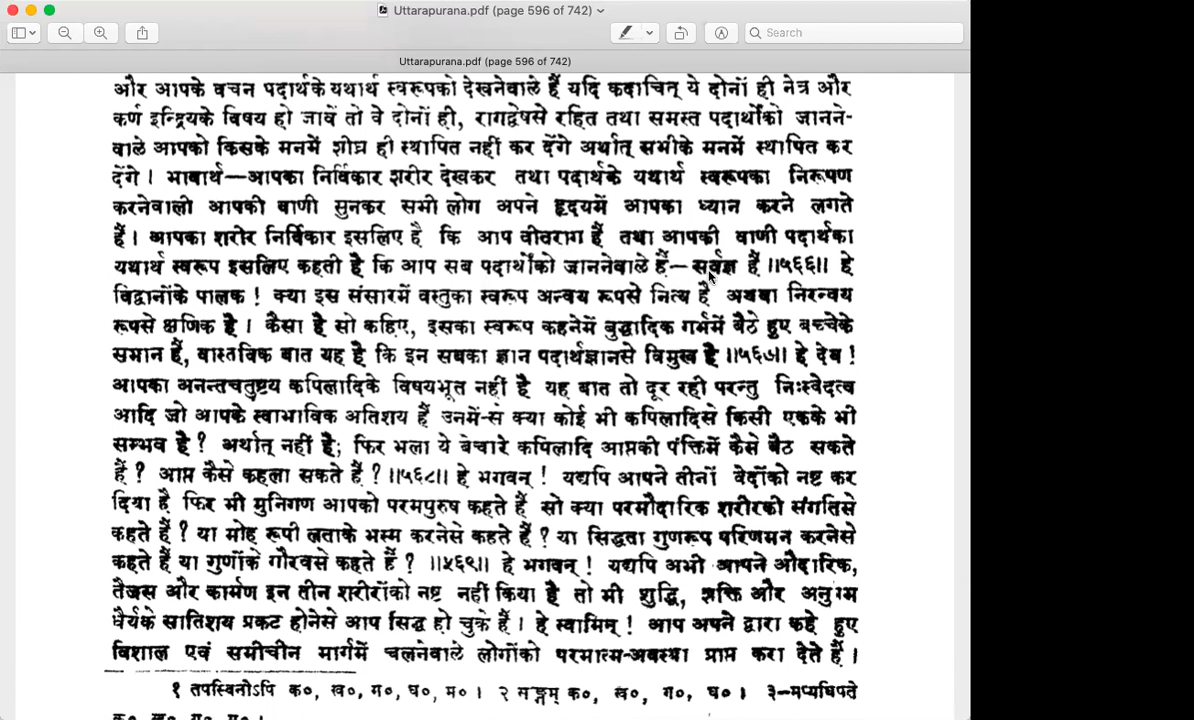 Uttarapurana.pdf (page 596 of 742)
Search
Uttarapurana.pdf (page 596 of 742)
और आपके वचन पदार्थके यथार्थ स्वरूपको देखनेवाले हैं यदि कदाचित् ये दोनों ही नेत्र और
कर्ण इन्द्रियके विषय हो जावें तो वे दोनों ही, रागद्वेषसे रहित तथा समस्त पदार्थोंको जानने-
वाले आपको किसके मनमें शीघ्र ही स्थापित नहीं कर देंगे अर्थात् सभीके मनमें स्थापित कर
देंगे । भावार्थ—आपका निर्विकार शरीर देखकर तथा पदार्थके यथार्थ स्वरूपका निरूपण
करनेवाली आपकी वाणी सुनकर सभी लोग अपने हृदयमें आपका ध्यान करने लगते
हैं। आपका शरीर निर्विकार इसलिए है कि आप वीतराग हैं तथा आपकी वाणी पदार्थका
यथार्थ स्वरूप इसलिए कहती है कि आप सब पदार्थोंको जाननेवाले हैं—सर्वज्ञ हैं ॥५६६॥ हे
विद्वानोंके पालक ! क्या इस संसारमें वस्तुका स्वरूप अन्वय रूपसे नित्य है अथवा निरन्वय
रूपसे क्षणिक है । कैसा है सो कहिए, इसका स्वरूप कहनेमें बुद्धादिक गर्भमें बैठे हुए बच्चेके
समान हैं, वास्तविक बात यह है कि इन सबका ज्ञान पदार्थज्ञानसे विमुख है ॥५६७॥ हे देव !
आपका अनन्तचतुष्टय कपिलादिके विषयभूत नहीं है यह बात तो दूर रही परन्तु निःस्वेदत्व
आदि जो आपके स्वाभाविक अतिशय हैं उनमें-से क्या कोई भी कपिलादिसे किसी एकके भी
सम्भव है ? अर्थात् नहीं है; फिर भला ये बेचारे कपिलादि आप्तकी पंक्तिमें कैसे बैठ सकते
हैं ? आप्त कैसे कहला सकते हैं ? ॥५६८॥ हे भगवन् ! यद्यपि आपने तीनों वेदोंको नष्ट कर
दिया है फिर भी मुनिगण आपको परमपुरुष कहते हैं सो क्या परमौदारिक शरीरकी संगतिसे
कहते हैं ? या मोह रूपी लताके भस्म करनेसे कहते हैं ? या सिद्धता गुणरूप परिणमन करनेसे
कहते हैं या गुणोंके गौरवसे कहते हैं ? ॥५६९॥ हे भगवन् ! यद्यपि अभी आपने औदारिक,
तैजस और कार्मण इन तीन शरीरोंको नष्ट नहीं किया है तो भी शुद्धि, शक्ति और अनुपम
धैर्यके सातिशय प्रकट होनेसे आप सिद्ध हो चुके हैं । हे स्वामिन् ! आप अपने द्वारा कहे हुए
विशाल एवं समीचीन मार्गमें चलनेवाले लोगोंको परमात्म-अवस्था प्राप्त करा देते हैं ।
१ तपस्विनोऽपि क०, ख०, ग०, घ०, म० । २ क०, ख०, ग०, घ० ।